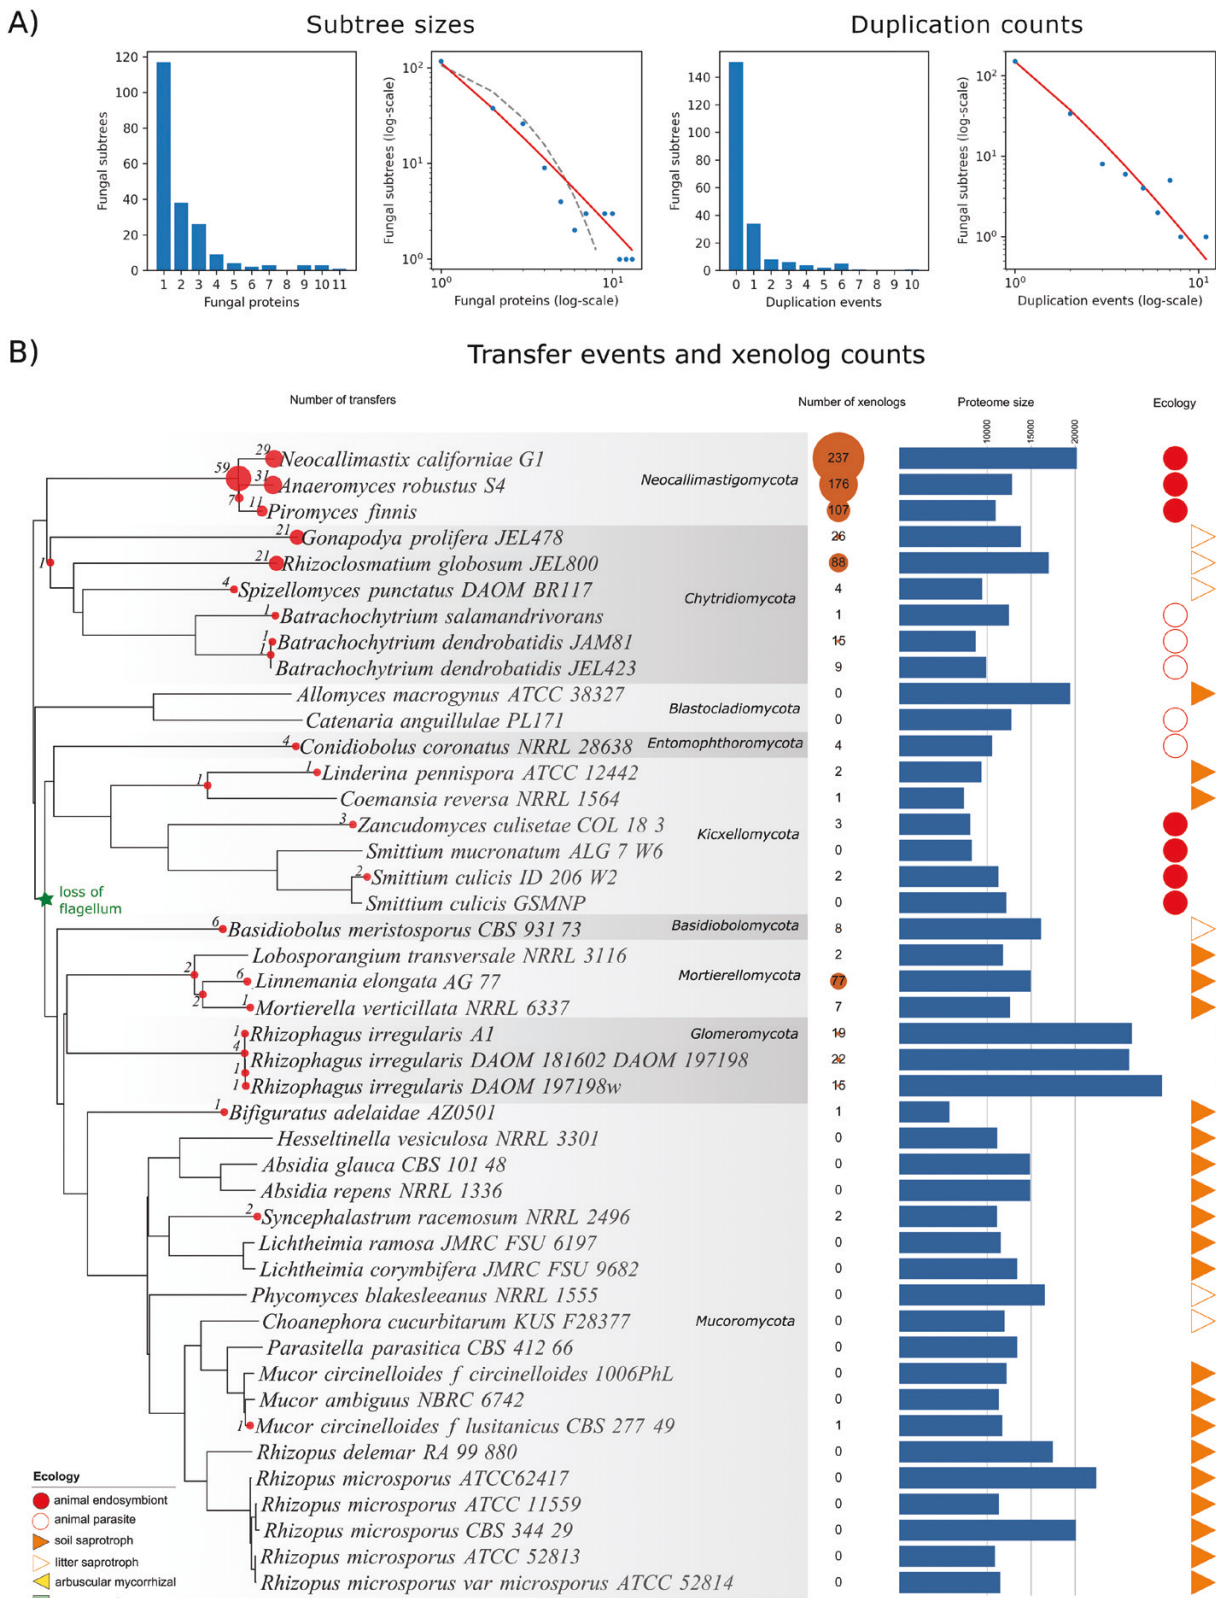 A)
Subtree sizes
Duplication counts
120
100
80
60
40
20
0
Fungal subtrees
1 2 3 4 5 6 7 8 9 10 11
Fungal proteins
10²
10¹
10⁰
Fungal subtrees (log-scale)
10⁰ 10¹
Fungal proteins (log-scale)
140
120
100
80
60
40
20
0
Fungal subtrees
0 1 2 3 4 5 6 7 8 9 10
Duplication events
10²
10¹
10⁰
Fungal subtrees (log-scale)
10⁰ 10¹
Duplication events (log-scale)
B)
Transfer events and xenolog counts
Number of transfers
Number of xenologs
Proteome size
Ecology
10000 15000 20000
29 Neocallimastix californiae G1 237
59 31 Anaeromyces robustus S4 Neocallimastigomycota 176
7 11 Piromyces finnis 107
21 Gonapodya prolifera JEL478 26
1 21 Rhizoclosmatium globosum JEL800 88
4 Spizellomyces punctatus DAOM BR117 Chytridiomycota 4
1 Batrachochytrium salamandrivorans 1
1 Batrachochytrium dendrobatidis JAM81 15
1 Batrachochytrium dendrobatidis JEL423 9
Allomyces macrogynus ATCC 38327 0
Blastocladiomycota
Catenaria anguillulae PL171 0
4 Conidiobolus coronatus NRRL 28638 Entomophthoromycota 4
1 Linderina pennispora ATCC 12442 2
1 Coemansia reversa NRRL 1564 1
3 Zancudomyces culisetae COL 18 3 Kicxellomycota 3
Smittium mucronatum ALG 7 W6 0
2 Smittium culicis ID 206 W2 2
Smittium culicis GSMNP 0
loss of
flagellum
6 Basidiobolus meristosporus CBS 931 73 Basidiobolomycota 8
Lobosporangium transversale NRRL 3116 2
2 6 Linnemania elongata AG 77 Mortierellomycota 77
2 1 Mortierella verticillata NRRL 6337 7
1 Rhizophagus irregularis A1 Glomeromycota 19
4 Rhizophagus irregularis DAOM 181602 DAOM 197198 22
1
1 Rhizophagus irregularis DAOM 197198w 15
1 Bifiguratus adelaidae AZ0501 1
Hesseltinella vesiculosa NRRL 3301 0
Absidia glauca CBS 101 48 0
Absidia repens NRRL 1336 0
2 Syncephalastrum racemosum NRRL 2496 2
Lichtheimia ramosa JMRC FSU 6197 0
Lichtheimia corymbifera JMRC FSU 9682 0
Phycomyces blakesleeanus NRRL 1555 0
Choanephora cucurbitarum KUS F28377 Mucoromycota 0
Parasitella parasitica CBS 412 66 0
Mucor circinelloides f circinelloides 1006PhL 0
Mucor ambiguus NBRC 6742 0
1 Mucor circinelloides f lusitanicus CBS 277 49 1
Rhizopus delemar RA 99 880 0
Rhizopus microsporus ATCC62417 0
Rhizopus microsporus ATCC 11559 0
Rhizopus microsporus CBS 344 29 0
Rhizopus microsporus ATCC 52813 0
Rhizopus microsporus var microsporus ATCC 52814 0
Ecology
animal endosymbiont
animal parasite
soil saprotroph
litter saprotroph
arbuscular mycorrhizal